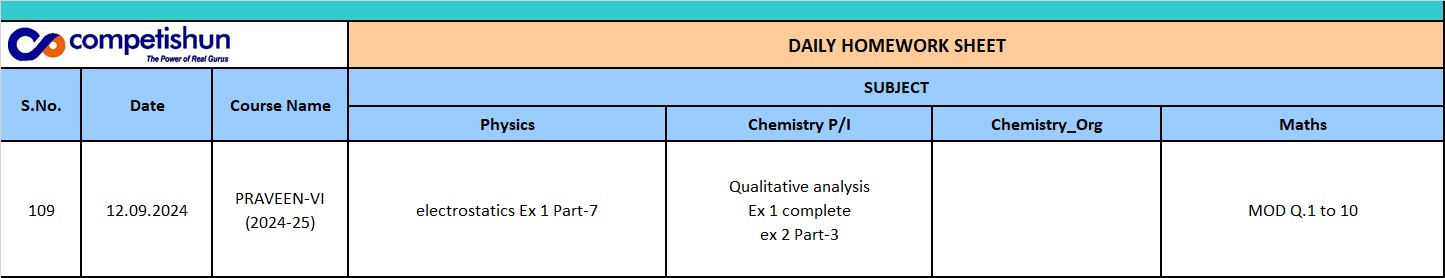 competishun
The Power of Real Gurus
DAILY HOMEWORK SHEET
S.No.
Date
Course Name
SUBJECT
Physics
Chemistry P/I
Chemistry_Org
Maths
109
12.09.2024
PRAVEEN-VI
(2024-25)
electrostatics Ex 1 Part-7
Qualitative analysis
Ex 1 complete
ex 2 Part-3
MOD Q.1 to 10